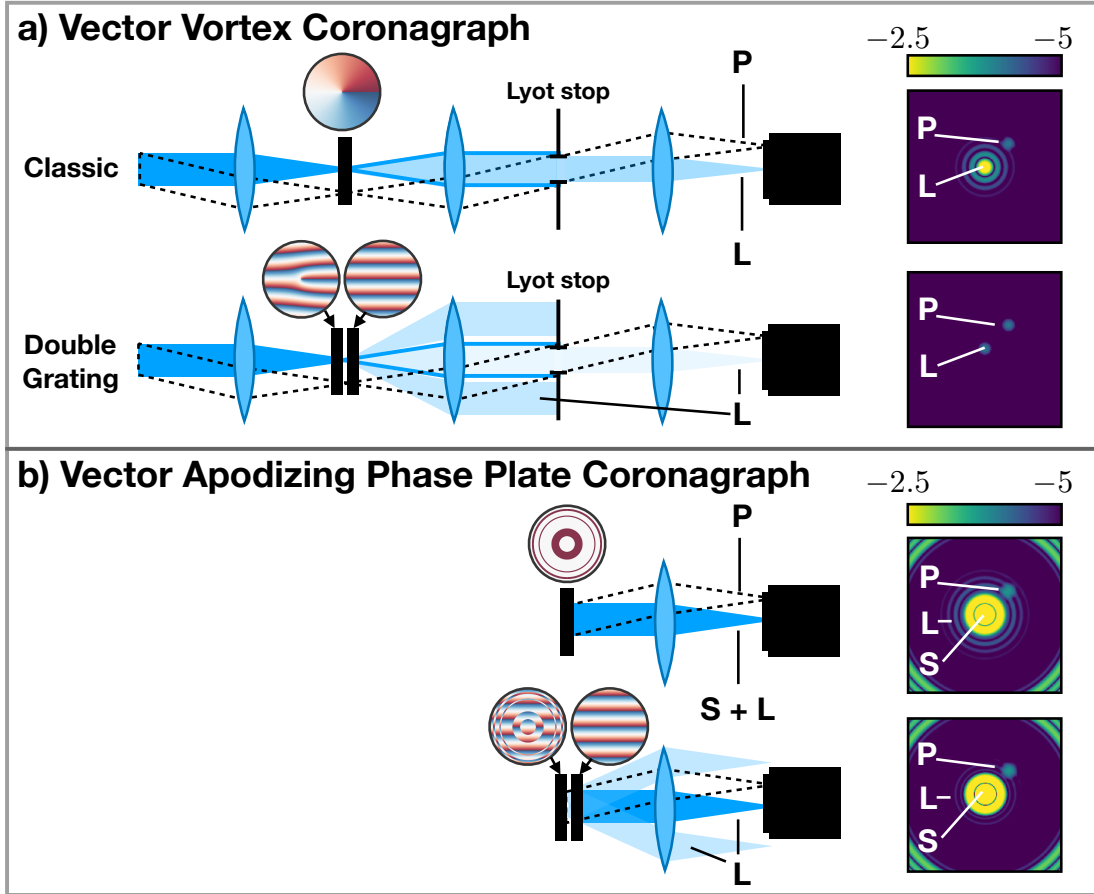 a) Vector Vortex Coronagraph
−2.5 −5
P
Lyot stop
Classic
P
L
L
Lyot stop
Double
Grating
P
L
L
b) Vector Apodizing Phase Plate Coronagraph
−2.5 −5
P
P
L
S
S + L
P
L
S
L